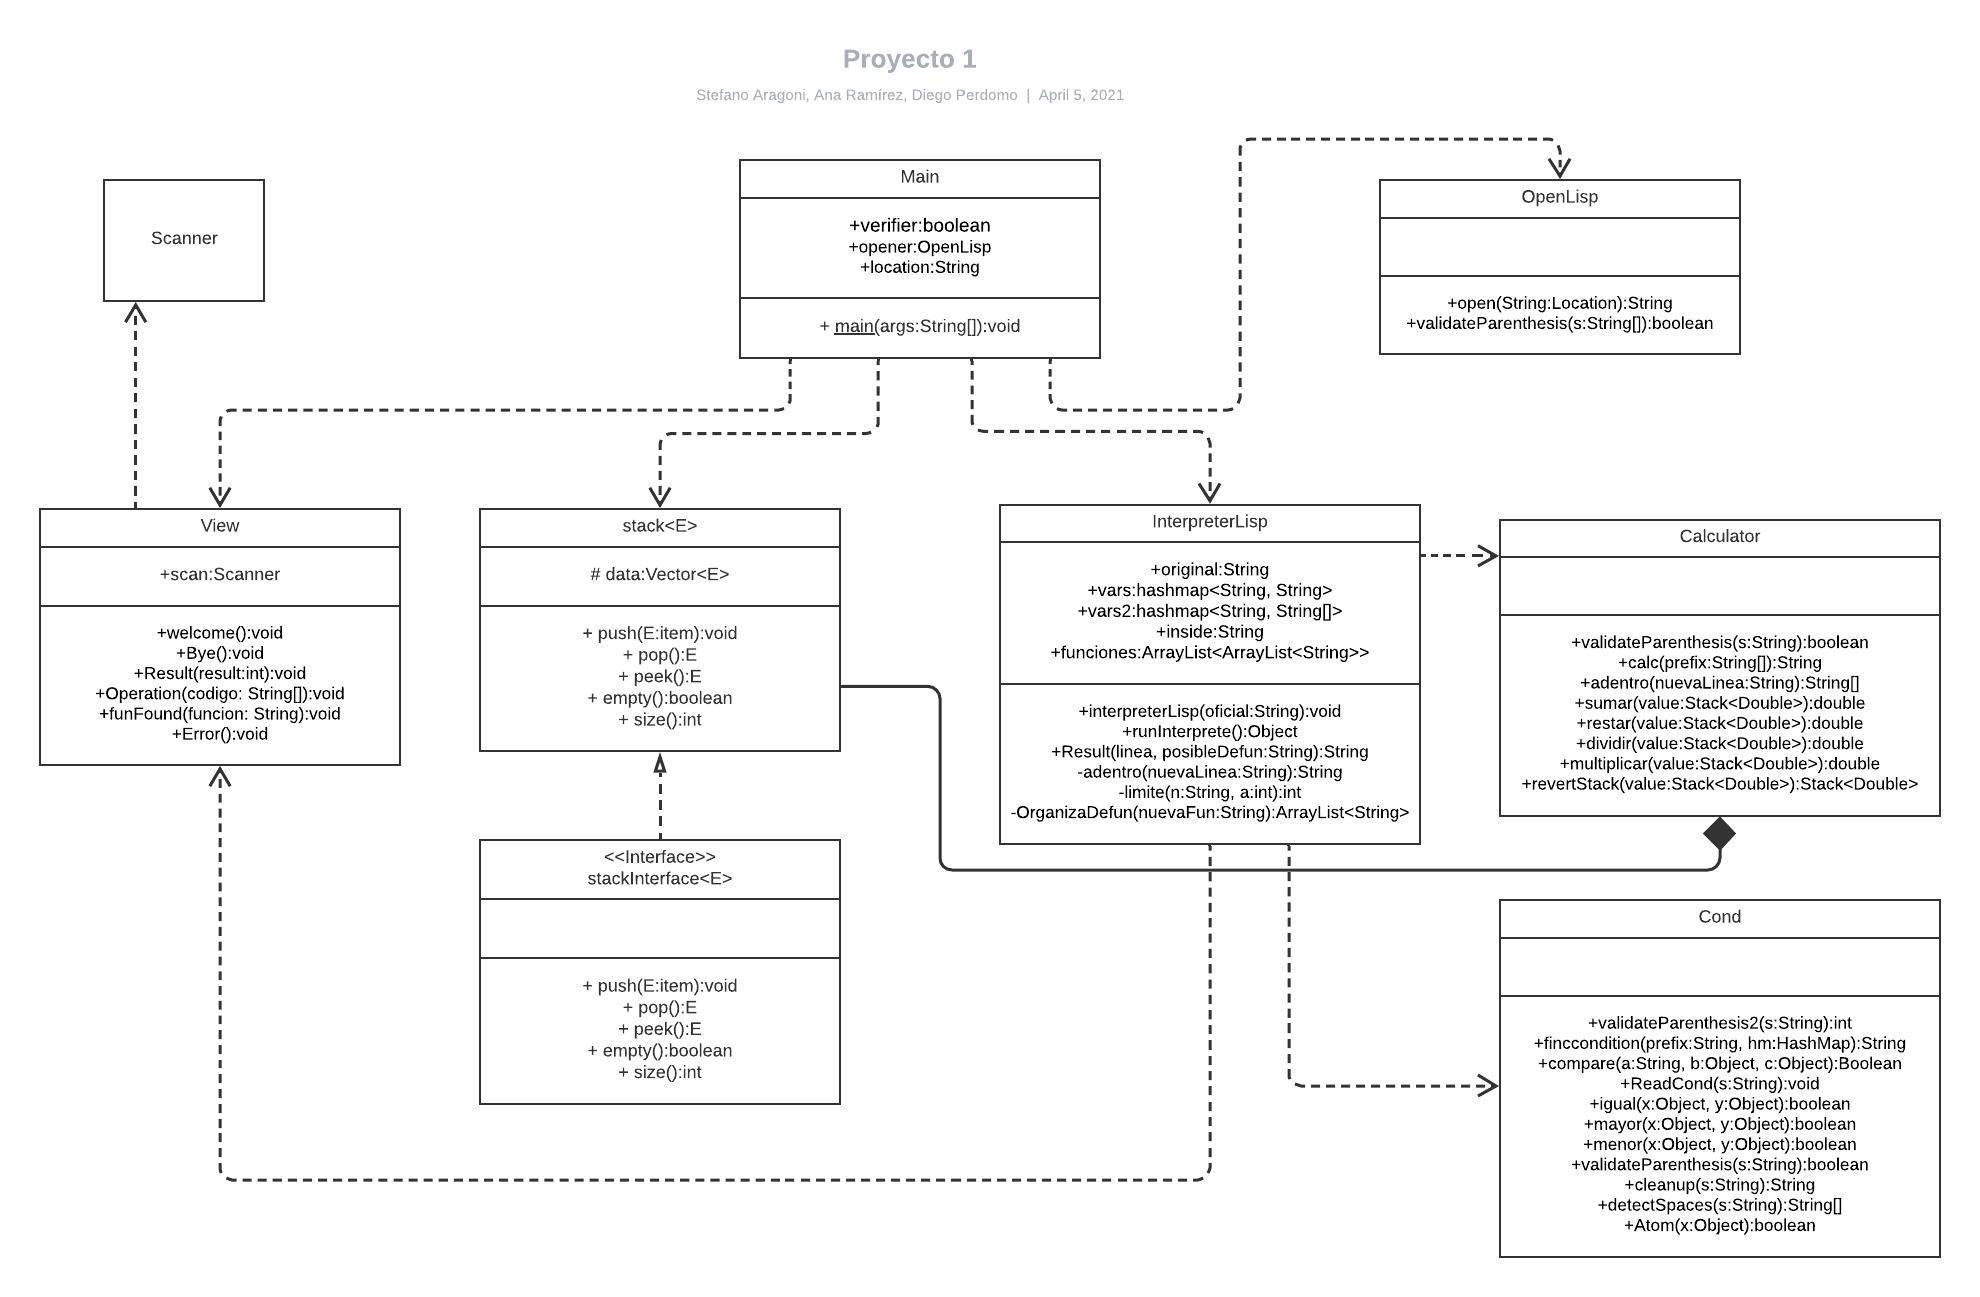 Proyecto 1
Stefano Aragoni, Ana Ramírez, Diego Perdomo | April 5, 2021
Scanner
Main
+verifier:boolean
+opener:OpenLisp
+location:String
+ main(args:String[]):void
OpenLisp
+open(String:Location):String
+validateParenthesis(s:String[]):boolean
View
+scan:Scanner
+welcome():void
+Bye():void
+Result(result:int):void
+Operation(codigo: String[]):void
+funFound(funcion: String):void
+Error():void
stack<E>
# data:Vector<E>
+ push(E:item):void
+ pop():E
+ peek():E
+ empty():boolean
+ size():int
<<Interface>>
stackInterface<E>
+ push(E:item):void
+ pop():E
+ peek():E
+ empty():boolean
+ size():int
InterpreterLisp
+original:String
+vars:hashmap<String, String>
+vars2:hashmap<String, String[]>
+inside:String
+funciones:ArrayList<ArrayList<String>>
+interpreterLisp(oficial:String):void
+runInterprete():Object
+Result(linea, posibleDefun:String):String
-adentro(nuevaLinea:String):String
-limite(n:String, a:int):int
-OrganizaDefun(nuevaFun:String):ArrayList<String>
Calculator
+validateParenthesis(s:String):boolean
+calc(prefix:String[]):String
+adentro(nuevaLinea:String):String[]
+sumar(value:Stack<Double>):double
+restar(value:Stack<Double>):double
+dividir(value:Stack<Double>):double
+multiplicar(value:Stack<Double>):double
+revertStack(value:Stack<Double>):Stack<Double>
Cond
+validateParenthesis2(s:String):int
+finccondition(prefix:String, hm:HashMap):String
+compare(a:String, b:Object, c:Object):Boolean
+ReadCond(s:String):void
+igual(x:Object, y:Object):boolean
+mayor(x:Object, y:Object):boolean
+menor(x:Object, y:Object):boolean
+validateParenthesis(s:String):boolean
+cleanup(s:String):String
+detectSpaces(s:String):String[]
+Atom(x:Object):boolean